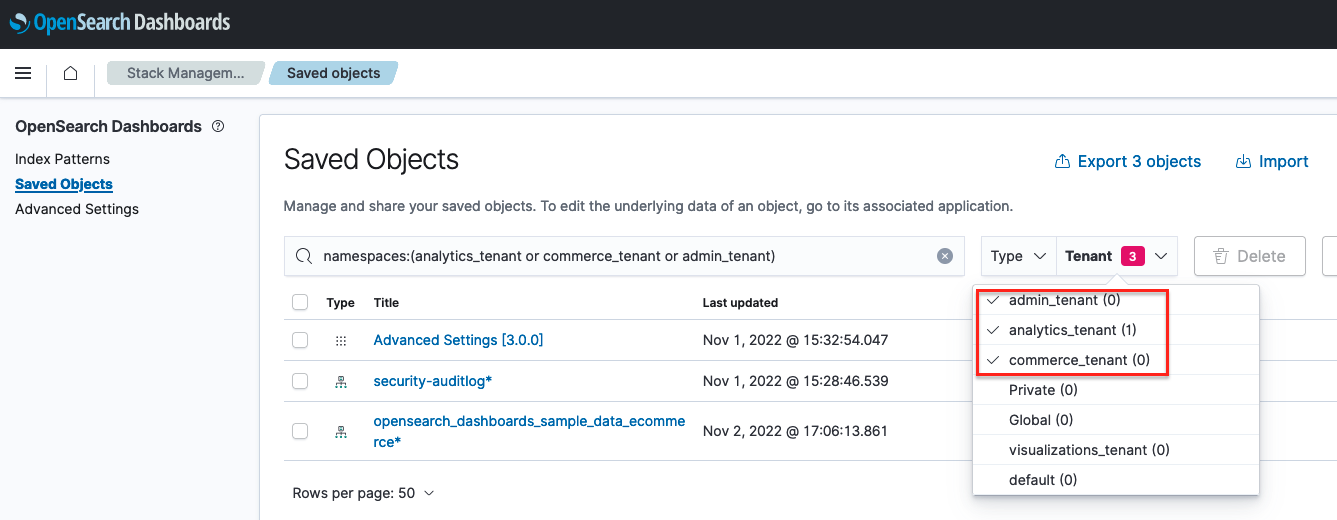 OpenSearch Dashboards
Stack Managem...
Saved objects
OpenSearch Dashboards
Index Patterns
Saved Objects
Advanced Settings
Saved Objects
Export 3 objects
Import
Manage and share your saved objects. To edit the underlying data of an object, go to its associated application.
namespaces:(analytics_tenant or commerce_tenant or admin_tenant)
Type
Tenant 3
Delete
Type Title Last updated
Advanced Settings [3.0.0] Nov 1, 2022 @ 15:32:54.047
security-auditlog* Nov 1, 2022 @ 15:28:46.539
opensearch_dashboards_sample_data_ecomme
rce*
Nov 2, 2022 @ 17:06:13.861
admin_tenant (0)
analytics_tenant (1)
commerce_tenant (0)
Private (0)
Global (0)
visualizations_tenant (0)
default (0)
Rows per page: 50